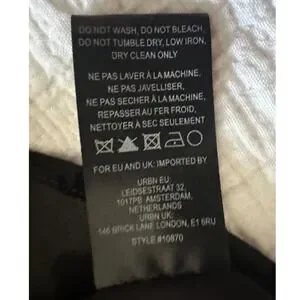 DO NOT WASH, DO NOT BLEACH,
DO NOT TUMBLE DRY, LOW IRON,
DRY CLEAN ONLY
NE PAS LAVER À LA MACHINE,
NE PAS JAVELLISER,
NE PAS SECHER A LA MACHINE,
REPASSER AU FER FROID,
NETTOYER À SEC SEULEMENT
FOR EU AND UK: IMPORTED BY
URBN EU:
LEIDSESTRAAT 32,
1017PB AMSTERDAM,
NETHERLANDS
URBN UK:
146 BRICK LANE LONDON, E1 6RU
STYLE #10870